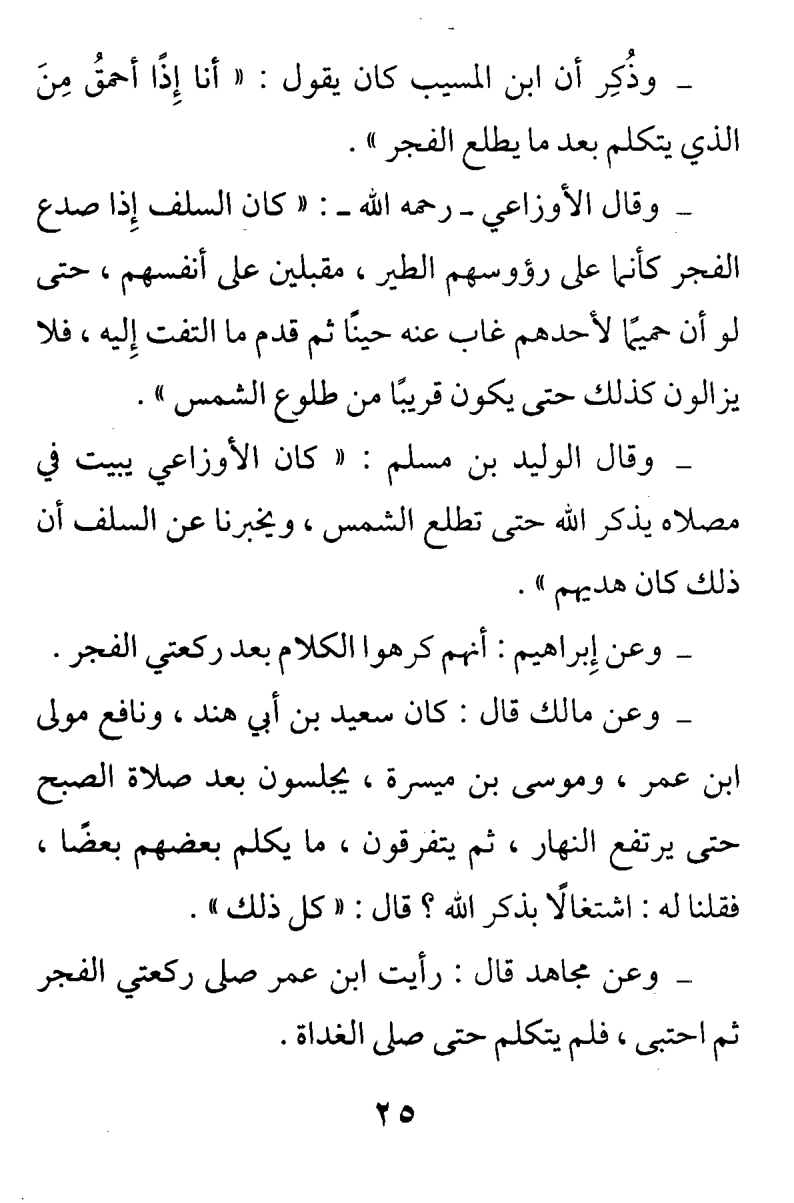 ـ وذُكِر أن ابن المسيب كان يقول : « أنا إِذًا أحمقُ مِنَ
الذي يتكلم بعد ما يطلع الفجر » .
ـ وقال الأوزاعي ـ رحمه الله ـ : « كان السلف إِذا صدع
الفجر كأنما على رؤوسهم الطير ، مقبلين على أنفسهم ، حتى
لو أن حميمًا لأحدهم غاب عنه حينًا ثم قدم ما التفت إِليه ، فلا
يزالون كذلك حتى يكون قريبًا من طلوع الشمس » .
ـ وقال الوليد بن مسلم : « كان الأوزاعي يبيت في
مصلاه يذكر الله حتى تطلع الشمس ، ويخبرنا عن السلف أن
ذلك كان هديهم » .
ـ وعن إِبراهيم : أنهم كرهوا الكلام بعد ركعتي الفجر .
ـ وعن مالك قال : كان سعيد بن أبي هند ، ونافع مولى
ابن عمر ، وموسى بن ميسرة ، يجلسون بعد صلاة الصبح
حتى يرتفع النهار ، ثم يتفرقون ، ما يكلم بعضهم بعضًا ،
فقلنا له : اشتغالًا بذكر الله ؟ قال : « كل ذلك » .
ـ وعن مجاهد قال : رأيت ابن عمر صلى ركعتي الفجر
ثم احتبى ، فلم يتكلم حتى صلى الغداة .
٢٥